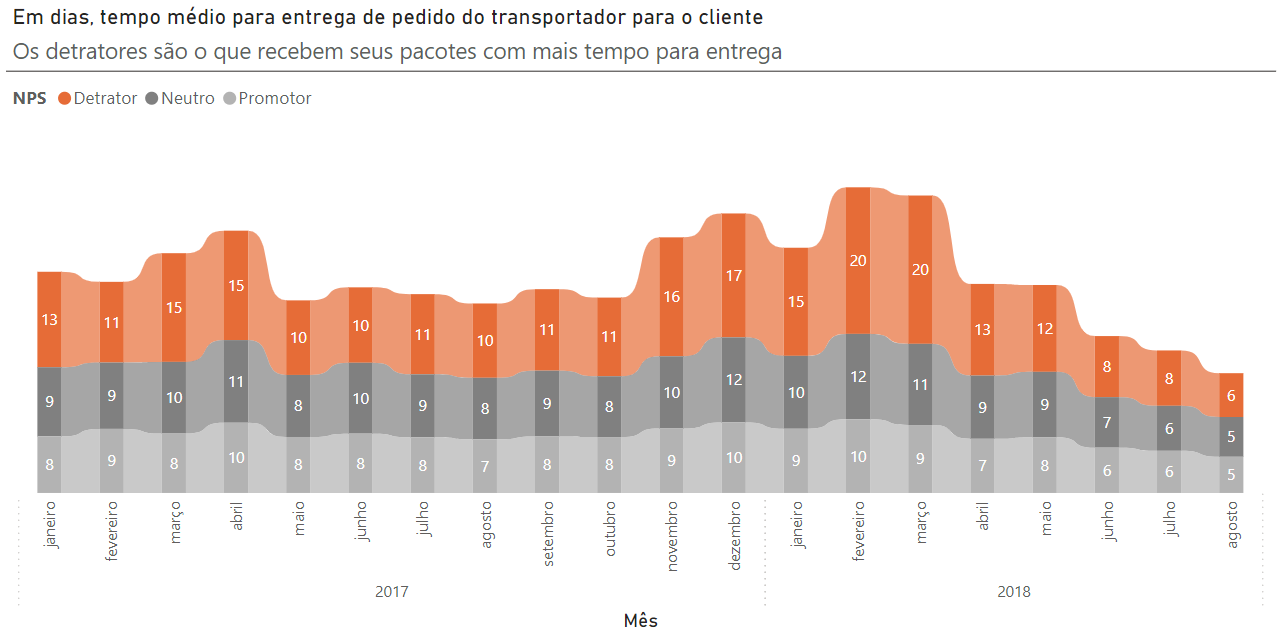 Em dias, tempo médio para entrega de pedido do transportador para o cliente
Os detratores são o que recebem seus pacotes com mais tempo para entrega
NPS Detrator Neutro Promotor
13 11 15 15 10 10 11 10 11 11 16 17 15 20 20 13 12 8 8 6
9 9 10 11 8 10 9 8 9 8 10 12 10 12 11 9 9 7 6 5
8 9 8 10 8 8 8 7 8 8 9 10 9 10 9 7 8 6 6 5
janeiro fevereiro março abril maio junho julho agosto setembro outubro novembro dezembro janeiro fevereiro março abril maio junho julho agosto
2017 2018
Mês